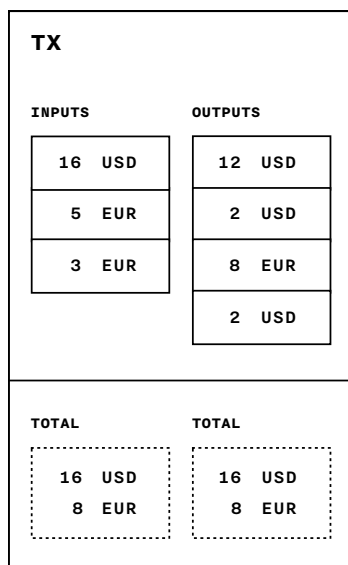 TX
INPUTS
16 USD
5 EUR
3 EUR
OUTPUTS
12 USD
2 USD
8 EUR
2 USD
TOTAL
16 USD
8 EUR
TOTAL
16 USD
8 EUR